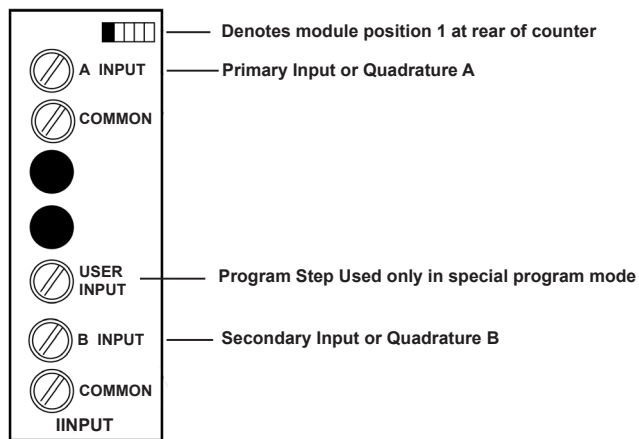 Denotes module position 1 at rear of counter
A INPUT
Primary Input or Quadrature A
COMMON
USER
INPUT
Program Step Used only in special program mode
B INPUT
Secondary Input or Quadrature B
COMMON
IINPUT